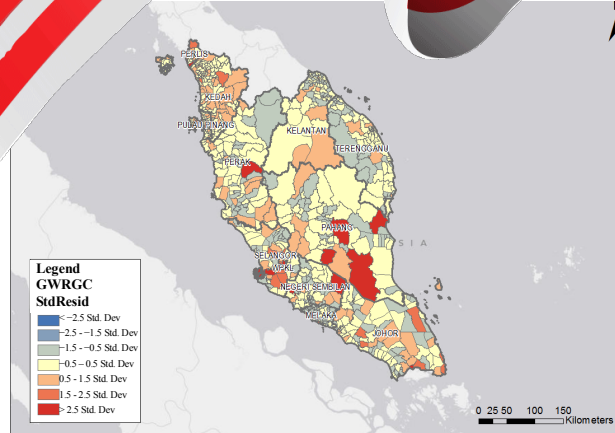 PERLIS
KEDAH
PULAU PINANG
KELANTAN
TERENGGANU
PERAK
PAHANG
S I A
SELANGOR
WPKL
NEGERI SEMBILAN
MELAKA
JOHOR
Legend
GWRGC
StdResid
< -2.5 Std. Dev
-2.5 - -1.5 Std. Dev
-1.5 - -0.5 Std. Dev
-0.5 - 0.5 Std. Dev
0.5 - 1.5 Std. Dev
1.5 - 2.5 Std. Dev
> 2.5 Std. Dev
0 25 50 100 150
Kilometers